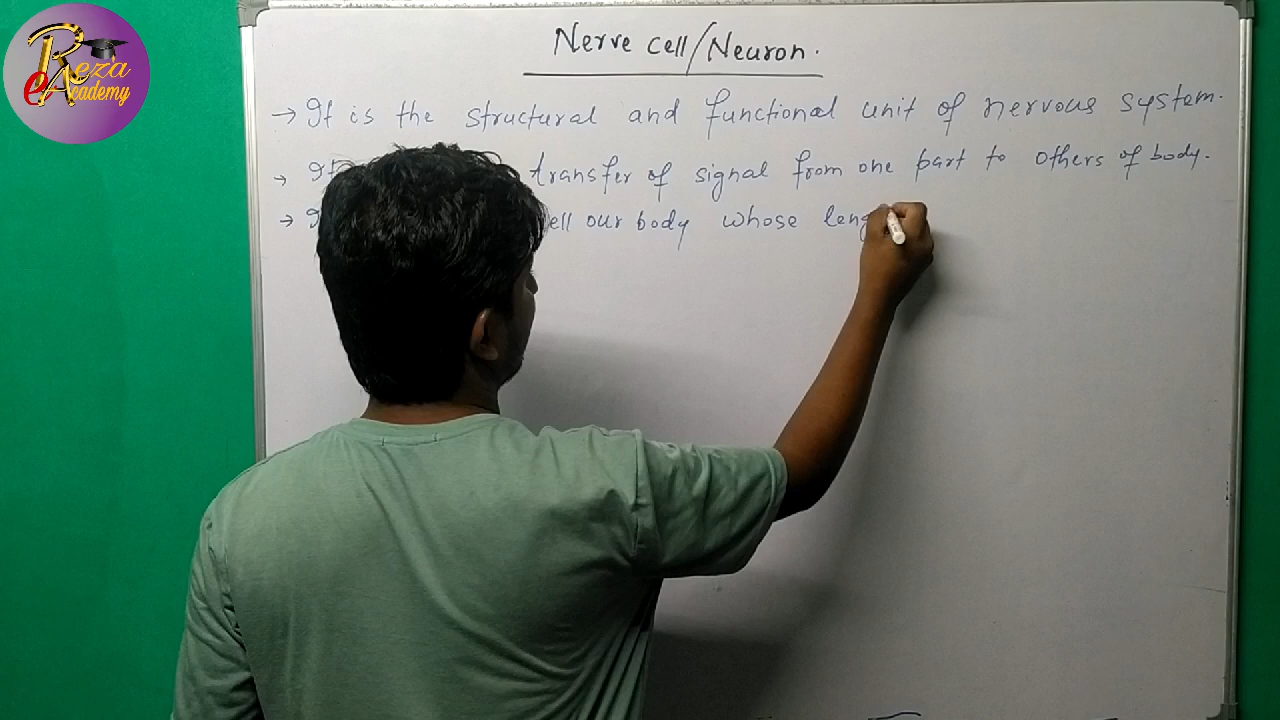 Reza eAcademy
Nerve cell/Neuron.
→ It is the structural and functional unit of nervous system.
→ transfer of signal from one part to others of body.
→ ell our body whose leng